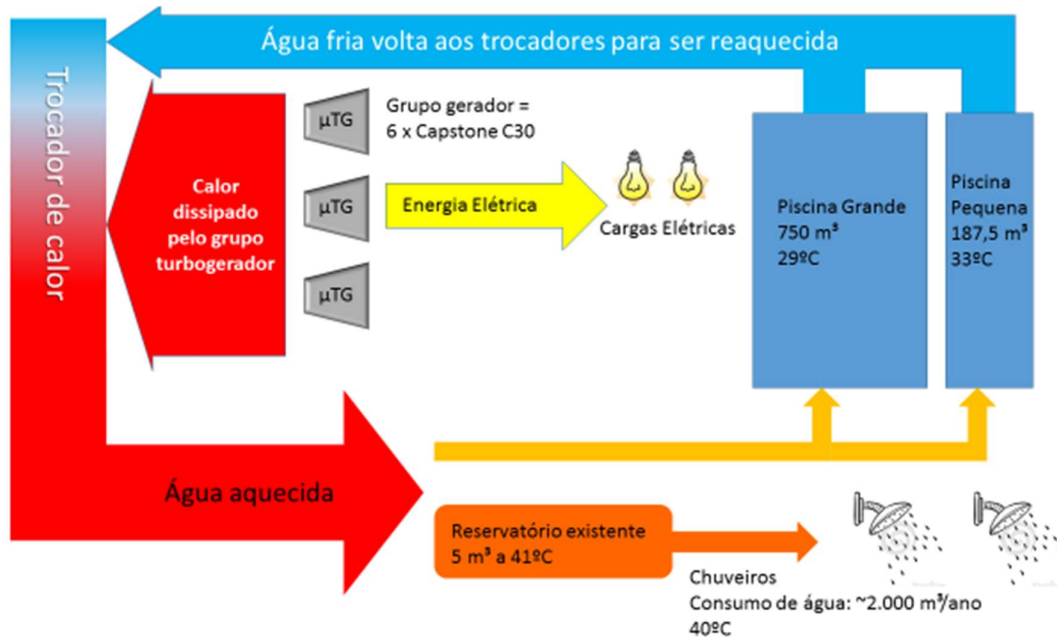 Água fria volta aos trocadores para ser reaquecida
Trocador de calor
Calor
dissipado
pelo grupo
turbogerador
µTG
µTG
µTG
Grupo gerador =
6 x Capstone C30
Energia Elétrica
Cargas Elétricas
Piscina Grande
750 m³
29ºC
Piscina
Pequena
187,5 m³
33ºC
Água aquecida
Reservatório existente
5 m³ a 41ºC
Chuveiros
Consumo de água: ~2.000 m³/ano
40ºC